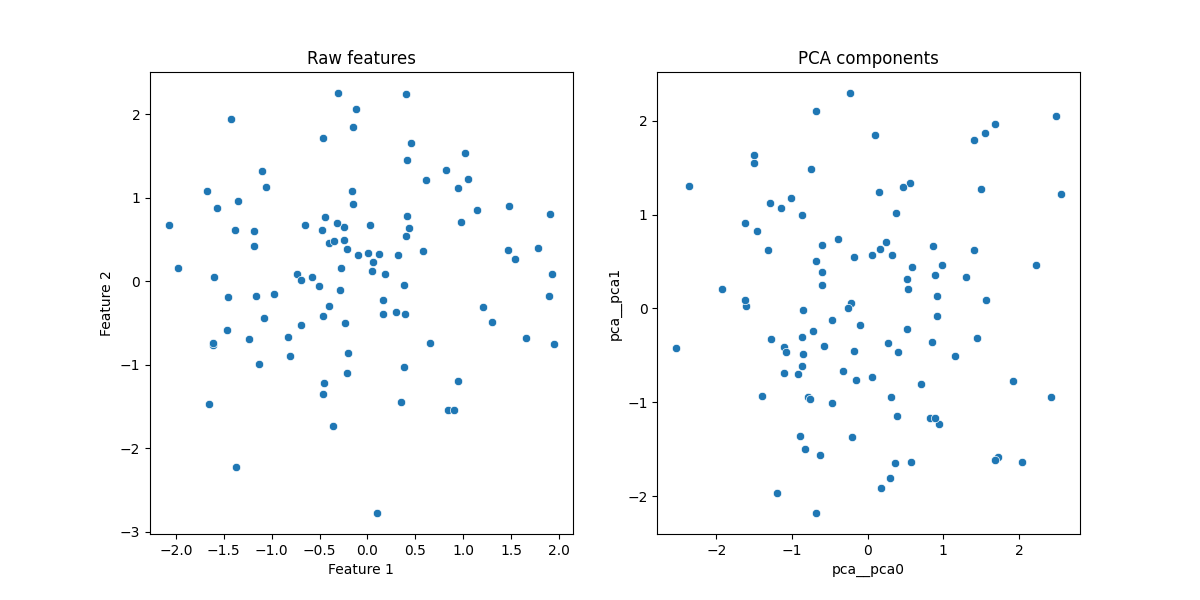 Raw features
2
1
0
−1
−2
−3
Feature 2
−2.0 −1.5 −1.0 −0.5 0.0 0.5 1.0 1.5 2.0
Feature 1
PCA components
2
1
0
−1
−2
pca__pca1
−2 −1 0 1 2
pca__pca0